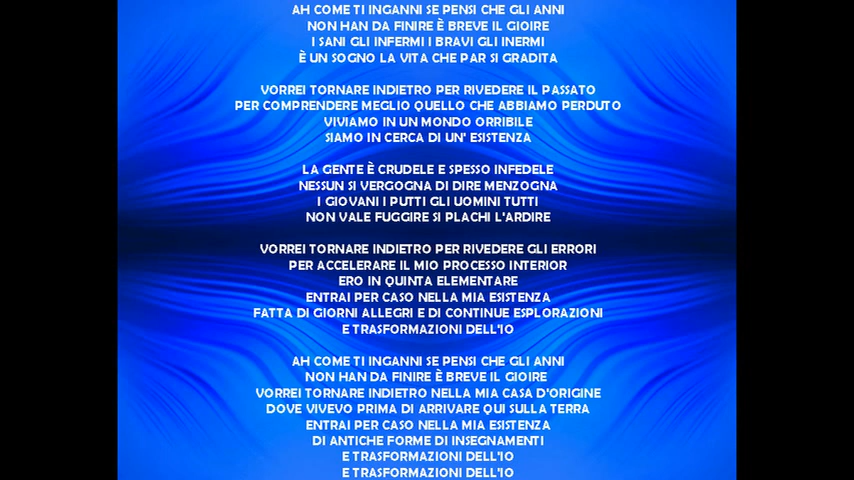 AH COME TI INGANNI SE PENSI CHE GLI ANNI
NON HAN DA FINIRE È BREVE IL GIOIRE
I SANI GLI INFERMI I BRAVI GLI INERMI
È UN SOGNO LA VITA CHE PAR SI GRADITA
VORREI TORNARE INDIETRO PER RIVEDERE IL PASSATO
PER COMPRENDERE MEGLIO QUELLO CHE ABBIAMO PERDUTO
VIVIAMO IN UN MONDO ORRIBILE
SIAMO IN CERCA DI UN' ESISTENZA
LA GENTE È CRUDELE E SPESSO INFEDELE
NESSUN SI VERGOGNA DI DIRE MENZOGNA
I GIOVANI I PUTTI GLI UOMINI TUTTI
NON VALE FUGGIRE SI PLACHI L'ARDIRE
VORREI TORNARE INDIETRO PER RIVEDERE GLI ERRORI
PER ACCELERARE IL MIO PROCESSO INTERIOR
ERO IN QUINTA ELEMENTARE
ENTRAI PER CASO NELLA MIA ESISTENZA
FATTA DI GIORNI ALLEGRI E DI CONTINUE ESPLORAZIONI
E TRASFORMAZIONI DELL'IO
AH COME TI INGANNI SE PENSI CHE GLI ANNI
NON HAN DA FINIRE È BREVE IL GIOIRE
VORREI TORNARE INDIETRO NELLA MIA CASA D'ORIGINE
DOVE VIVEVO PRIMA DI ARRIVARE QUI SULLA TERRA
ENTRAI PER CASO NELLA MIA ESISTENZA
DI ANTICHE FORME DI INSEGNAMENTI
E TRASFORMAZIONI DELL'IO
E TRASFORMAZIONI DELL'IO